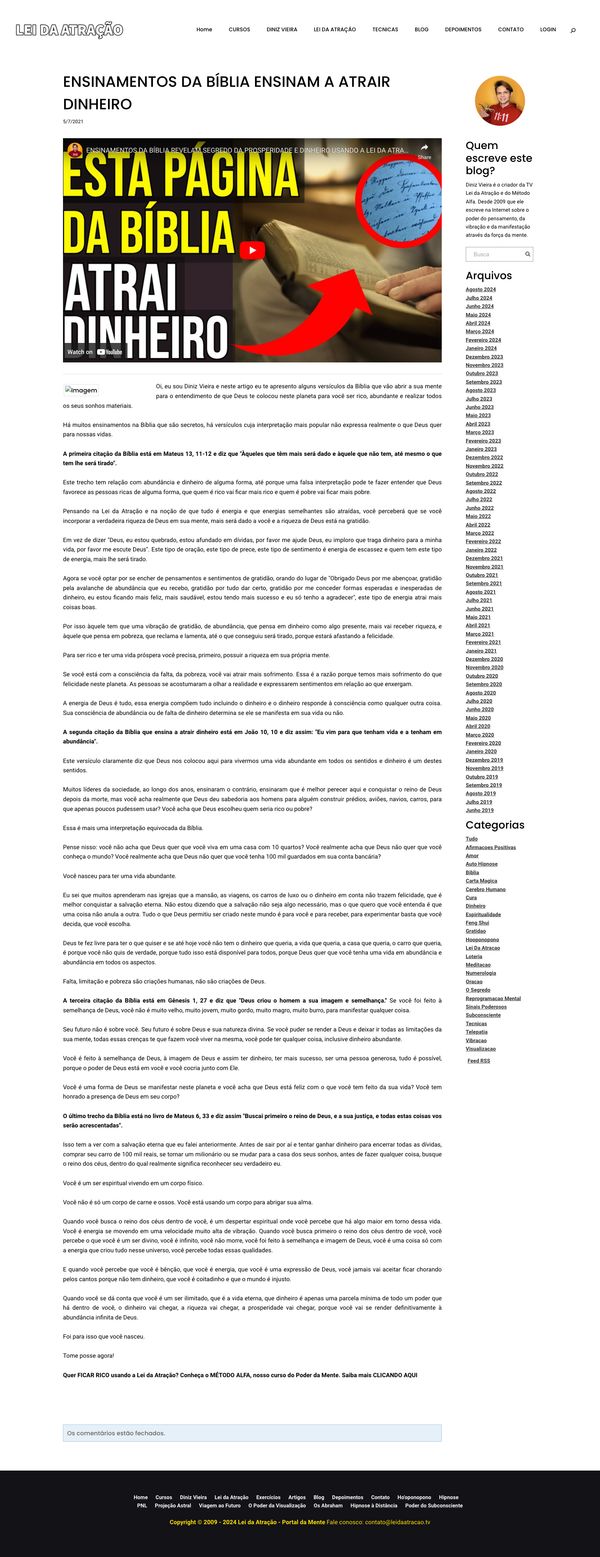 LEI DA ATRAÇÃO
Home CURSOS DINIZ VIEIRA LEI DA ATRAÇÃO TECNICAS BLOG DEPOIMENTOS CONTATO LOGIN
ENSINAMENTOS DA BÍBLIA ENSINAM A ATRAIR
DINHEIRO
5/7/2021
ENSINAMENTOS DA BÍBLIA REVELAM SEGREDO DA PROSPERIDADE E DINHEIRO USANDO A LEI DA ATRA...
Share
ESTA PÁGINA
DA BÍBLIA
ATRAI
DINHEIRO
Watch on YouTube
Imagem
Oi, eu sou Diniz Vieira e neste artigo eu te apresento alguns versículos da Bíblia que vão abrir a sua mente
para o entendimento de que Deus te colocou neste planeta para você ser rico, abundante e realizar todos
os seus sonhos materiais.
Há muitos ensinamentos na Bíblia que são secretos, há versículos cuja interpretação mais popular não expressa realmente o que Deus quer
para nossas vidas.
A primeira citação da Bíblia está em Mateus 13, 11-12 e diz que "Àqueles que têm mais será dado e àquele que não tem, até mesmo o que
tem lhe será tirado".
Este trecho tem relação com abundância e dinheiro de alguma forma, até porque uma falsa interpretação pode te fazer entender que Deus
favorece as pessoas ricas de alguma forma, que quem é rico vai ficar mais rico e quem é pobre vai ficar mais pobre.
Pensando na Lei da Atração e na noção de que tudo é energia e que energias semelhantes são atraídas, você perceberá que se você
incorporar a verdadeira riqueza de Deus em sua mente, mais será dado a você e a riqueza de Deus está na gratidão.
Em vez de dizer "Deus, eu estou quebrado, estou afundado em dívidas, por favor me ajude Deus, eu imploro que traga dinheiro para a minha
vida, por favor me escute Deus". Este tipo de oração, este tipo de prece, este tipo de sentimento é energia de escassez e quem tem este tipo
de energia, mais lhe será tirado.
Agora se você optar por se encher de pensamentos e sentimentos de gratidão, orando do lugar de "Obrigado Deus por me abençoar, gratidão
pela avalanche de abundância que eu recebo, gratidão por tudo dar certo, gratidão por me conceder formas esperadas e inesperadas de
dinheiro, eu estou ficando mais feliz, mais saudável, estou tendo mais sucesso e eu só tenho a agradecer", este tipo de energia atrai mais
coisas boas.
Por isso àquele tem que uma vibração de gratidão, de abundância, que pensa em dinheiro como algo presente, mais vai receber riqueza, e
àquele que pensa em pobreza, que reclama e lamenta, até o que conseguiu será tirado, porque estará afastando a felicidade.
Para ser rico e ter uma vida próspera você precisa, primeiro, possuir a riqueza em sua própria mente.
Se você está com a consciência da falta, da pobreza, você vai atrair mais sofrimento. Essa é a razão porque temos mais sofrimento do que
felicidade neste planeta. As pessoas se acostumaram a olhar a realidade e expressarem sentimentos em relação ao que enxergam.
A energia de Deus é tudo, essa energia compõem tudo incluindo o dinheiro e o dinheiro responde à consciência como qualquer outra coisa.
Sua consciência de abundância ou de falta de dinheiro determina se ele se manifesta em sua vida ou não.
A segunda citação da Bíblia que ensina a atrair dinheiro está em João 10, 10 e diz assim: "Eu vim para que tenham vida e a tenham em
abundância".
Este versículo claramente diz que Deus nos colocou aqui para vivermos uma vida abundante em todos os sentidos e dinheiro é um destes
sentidos.
Muitos líderes da sociedade, ao longo dos anos, ensinaram o contrário, ensinaram que é melhor perecer aqui e conquistar o reino de Deus
depois da morte, mas você acha realmente que Deus deu sabedoria aos homens para alguém construir prédios, aviões, navios, carros, para
que apenas poucos pudessem usar? Você acha que Deus escolheu quem seria rico ou pobre?
Essa é mais uma interpretação equivocada da Bíblia.
Pense nisso: você não acha que Deus quer que você viva em uma casa com 10 quartos? Você realmente acha que Deus não quer que você
conheça o mundo? Você realmente acha que Deus não quer que você tenha 100 mil guardados em sua conta bancária?
Você nasceu para ter uma vida abundante.
Eu sei que muitos aprenderam nas igrejas que a mansão, as viagens, os carros de luxo ou o dinheiro em conta não trazem felicidade, que é
melhor conquistar a salvação eterna. Não estou dizendo que a salvação não seja algo necessário, mas o que quero que você entenda é que
uma coisa não anula a outra. Tudo o que Deus permitiu ser criado neste mundo é para você e para receber, para experimentar basta que você
decida, que você escolha.
Deus te fez livre para ter o que quiser e se até hoje você não tem o dinheiro que queria, a vida que queria, a casa que queria, o carro que queria,
é porque você não quis de verdade, porque tudo isso está disponível para todos, porque Deus quer que você tenha uma vida em abundância e
abundância em todos os aspectos.
Falta, limitação e pobreza são criações humanas, não são criações de Deus.
A terceira citação da Bíblia está em Gênesis 1, 27 e diz que "Deus criou o homem a sua imagem e semelhança." Se você foi feito à
semelhança de Deus, você não é muito velho, muito jovem, muito gordo, muito magro, muito burro, para manifestar qualquer coisa.
Seu futuro não é sobre você. Seu futuro é sobre Deus e sua natureza divina. Se você puder se render a Deus e deixar ir todas as limitações da
sua mente, todas essas crenças te que fazem você viver na mesma, você pode ter qualquer coisa, inclusive dinheiro abundante.
Você é feito à semelhança de Deus, à imagem de Deus e assim ter dinheiro, ter mais sucesso, ser uma pessoa generosa, tudo é possível,
porque o poder de Deus está em você e você cocria junto com Ele.
Você é uma forma de Deus se manifestar neste planeta e você acha que Deus está feliz com o que você tem feito da sua vida? Você tem
honrado a presença de Deus em seu corpo?
O último trecho da Bíblia está no livro de Mateus 6, 33 e diz assim "Buscai primeiro o reino de Deus, e a sua justiça, e todas estas coisas vos
serão acrescentadas".
Isso tem a ver com a salvação eterna que eu falei anteriormente. Antes de sair por aí e tentar ganhar dinheiro para encerrar todas as dívidas,
comprar seu carro de 100 mil reais, se tornar um milionário ou se mudar para a casa dos seus sonhos, antes de fazer qualquer coisa, busque
o reino dos céus, dentro do qual realmente significa reconhecer seu verdadeiro eu.
Você é um ser espiritual vivendo em um corpo físico.
Você não é só um corpo de carne e ossos. Você está usando um corpo para abrigar sua alma.
Quando você busca o reino dos céus dentro de você, é um despertar espiritual onde você percebe que há algo maior em torno dessa vida.
Você é energia se movendo em uma velocidade muito alta de vibração. Quando você busca primeiro o reino dos céus dentro de você, você
percebe o que você é um ser divino, você é infinito, você não morre, você foi feito à semelhança e imagem de Deus, você é uma coisa só com
a energia que criou tudo nesse universo, você percebe todas essas qualidades.
E quando você percebe que você é bênção, que você é energia, que você é uma expressão de Deus, você jamais vai aceitar ficar chorando
pelos cantos porque não tem dinheiro, que você é coitadinho e que o mundo é injusto.
Quando você se dá conta que você é um ser ilimitado, que é a vida eterna, que dinheiro é apenas uma parcela mínima de todo um poder que
há dentro de você, o dinheiro vai chegar, a riqueza vai chegar, a prosperidade vai chegar, porque você vai se render definitivamente à
abundância infinita de Deus.
Foi para isso que você nasceu.
Tome posse agora!
Quer FICAR RICO usando a Lei da Atração? Conheça o MÉTODO ALFA, nosso curso do Poder da Mente. Saiba mais CLICANDO AQUI
Os comentários estão fechados.
11:11
Quem
escreve este
blog?
Diniz Vieira é o criador da TV
Lei da Atração e do Método
Alfa. Desde 2009 que ele
escreve na Internet sobre o
poder do pensamento, da
vibração e da manifestação
através da força da mente.
Busca
Arquivos
Agosto 2024
Julho 2024
Junho 2024
Maio 2024
Abril 2024
Março 2024
Fevereiro 2024
Janeiro 2024
Dezembro 2023
Novembro 2023
Outubro 2023
Setembro 2023
Agosto 2023
Julho 2023
Junho 2023
Maio 2023
Abril 2023
Março 2023
Fevereiro 2023
Janeiro 2023
Dezembro 2022
Novembro 2022
Outubro 2022
Setembro 2022
Agosto 2022
Julho 2022
Junho 2022
Maio 2022
Abril 2022
Março 2022
Fevereiro 2022
Janeiro 2022
Dezembro 2021
Novembro 2021
Outubro 2021
Setembro 2021
Agosto 2021
Julho 2021
Junho 2021
Maio 2021
Abril 2021
Março 2021
Fevereiro 2021
Janeiro 2021
Dezembro 2020
Novembro 2020
Outubro 2020
Setembro 2020
Agosto 2020
Julho 2020
Junho 2020
Maio 2020
Abril 2020
Março 2020
Fevereiro 2020
Janeiro 2020
Dezembro 2019
Novembro 2019
Outubro 2019
Setembro 2019
Agosto 2019
Julho 2019
Junho 2019
Categorias
Tudo
Afirmacoes Positivas
Amor
Auto Hipnose
Biblia
Carta Magica
Cerebro Humano
Cura
Dinheiro
Espiritualidade
Feng Shui
Gratidao
Hooponopono
Lei Da Atracao
Loteria
Meditacao
Numerologia
Oracao
O Segredo
Reprogramacao Mental
Sinais Poderosos
Subconsciente
Tecnicas
Telepatia
Vibracao
Visualizacao
Feed RSS
Home Cursos Diniz Vieira Lei da Atração Exercícios Artigos Blog Depoimentos Contato Ho'oponopono Hipnose
PNL Projeção Astral Viagem ao Futuro O Poder da Visualização Os Abraham Hipnose à Distância Poder do Subconsciente
Copyright © 2009 - 2024 Lei da Atração - Portal da Mente Fale conosco: contato@leidaatracao.tv